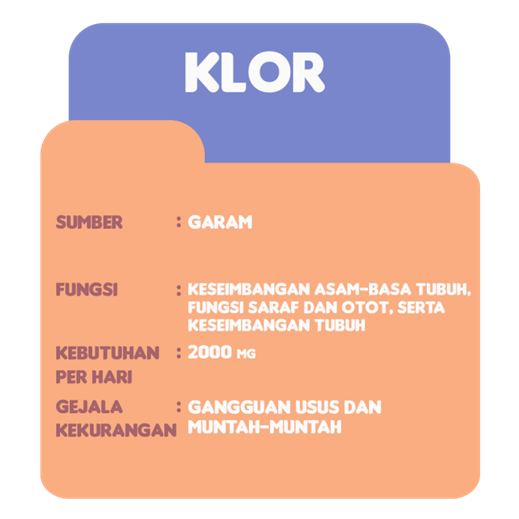 KLOR
SUMBER : GARAM
FUNGSI : KESEIMBANGAN ASAM-BASA TUBUH,
FUNGSI SARAF DAN OTOT, SERTA
KESEIMBANGAN TUBUH
KEBUTUHAN : 2000 MG
PER HARI
GEJALA : GANGGUAN USUS DAN
KEKURANGAN MUNTAH-MUNTAH